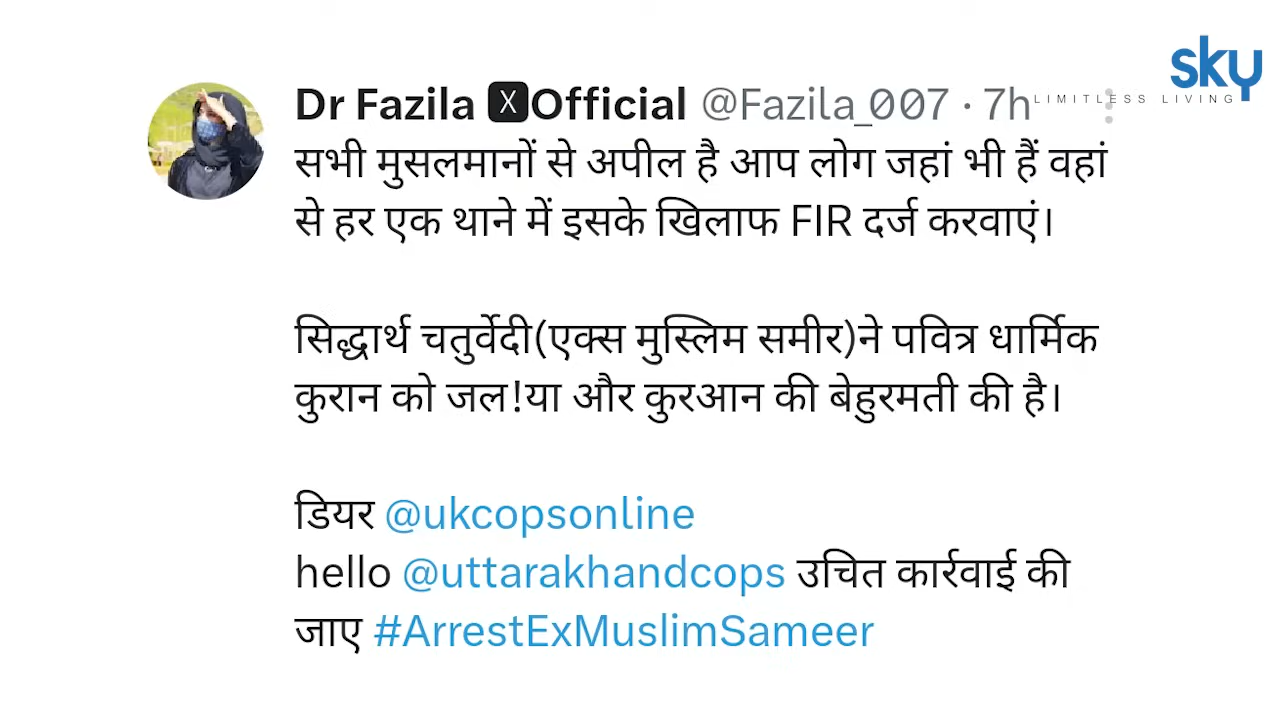 Dr Fazila XOfficial @Fazila_007 · 7h
sky
LIMITLESS LIVING
सभी मुसलमानों से अपील है आप लोग जहां भी हैं वहां
से हर एक थाने में इसके खिलाफ FIR दर्ज करवाएं।
सिद्धार्थ चतुर्वेदी(एक्स मुस्लिम समीर)ने पवित्र धार्मिक
कुरान को जल!या और कुरआन की बेहुरमती की है।
डियर @ukcopsonline
hello @uttarakhandcops उचित कार्रवाई की
जाए #ArrestExMuslimSameer